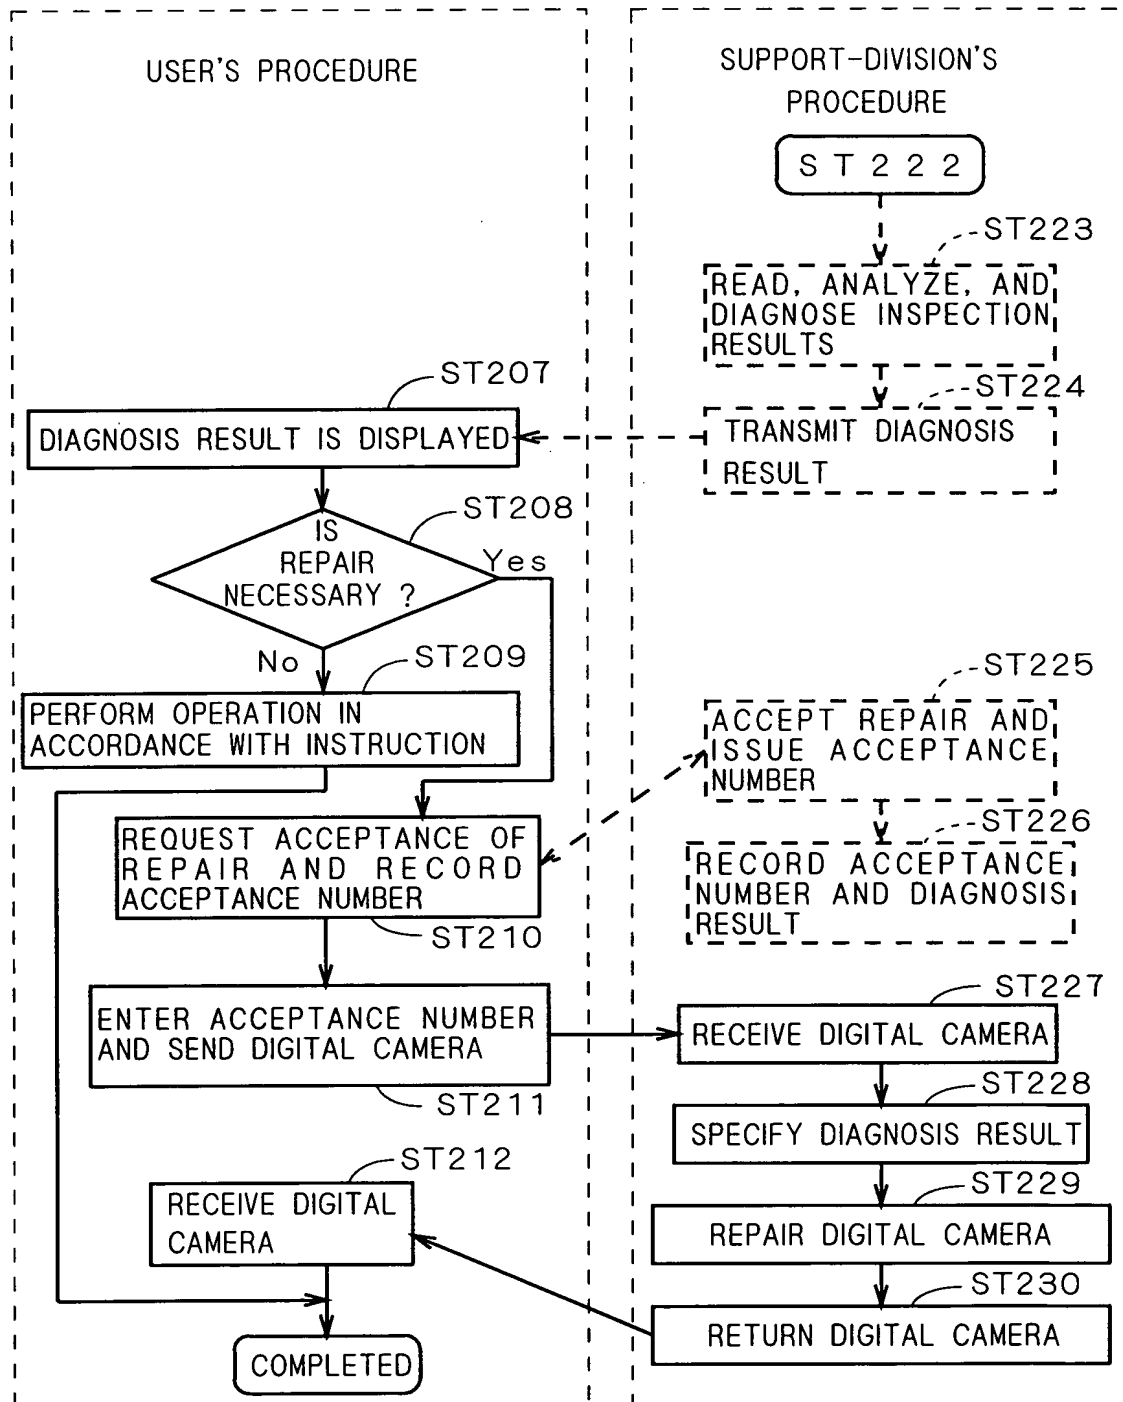 USER'S PROCEDURE
SUPPORT-DIVISION'S
PROCEDURE
ST222
ST223
READ, ANALYZE, AND
DIAGNOSE INSPECTION
RESULTS
ST207
DIAGNOSIS RESULT IS DISPLAYED
ST224
TRANSMIT DIAGNOSIS
RESULT
ST208
IS
REPAIR
NECESSARY ?
Yes
No
ST209
PERFORM OPERATION IN
ACCORDANCE WITH INSTRUCTION
ST225
ACCEPT REPAIR AND
ISSUE ACCEPTANCE
NUMBER
REQUEST ACCEPTANCE OF
REPAIR AND RECORD
ACCEPTANCE NUMBER
ST210
ST226
RECORD ACCEPTANCE
NUMBER AND DIAGNOSIS
RESULT
ENTER ACCEPTANCE NUMBER
AND SEND DIGITAL CAMERA
ST211
ST227
RECEIVE DIGITAL CAMERA
ST228
SPECIFY DIAGNOSIS RESULT
ST212
RECEIVE DIGITAL
CAMERA
ST229
REPAIR DIGITAL CAMERA
ST230
RETURN DIGITAL CAMERA
COMPLETED